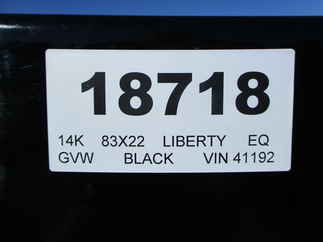 18718
14K 83X22 LIBERTY EQ
GVW BLACK VIN 41192